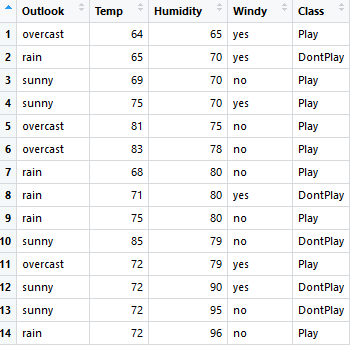 Outlook Temp Humidity Windy Class
1 overcast 64 65 yes Play
2 rain 65 70 yes DontPlay
3 sunny 69 70 no Play
4 sunny 75 70 yes Play
5 overcast 81 75 no Play
6 overcast 83 78 no Play
7 rain 68 80 no Play
8 rain 71 80 yes DontPlay
9 rain 75 80 no Play
10 sunny 85 79 no DontPlay
11 overcast 72 79 yes Play
12 sunny 72 90 yes DontPlay
13 sunny 72 95 no DontPlay
14 rain 72 96 no Play